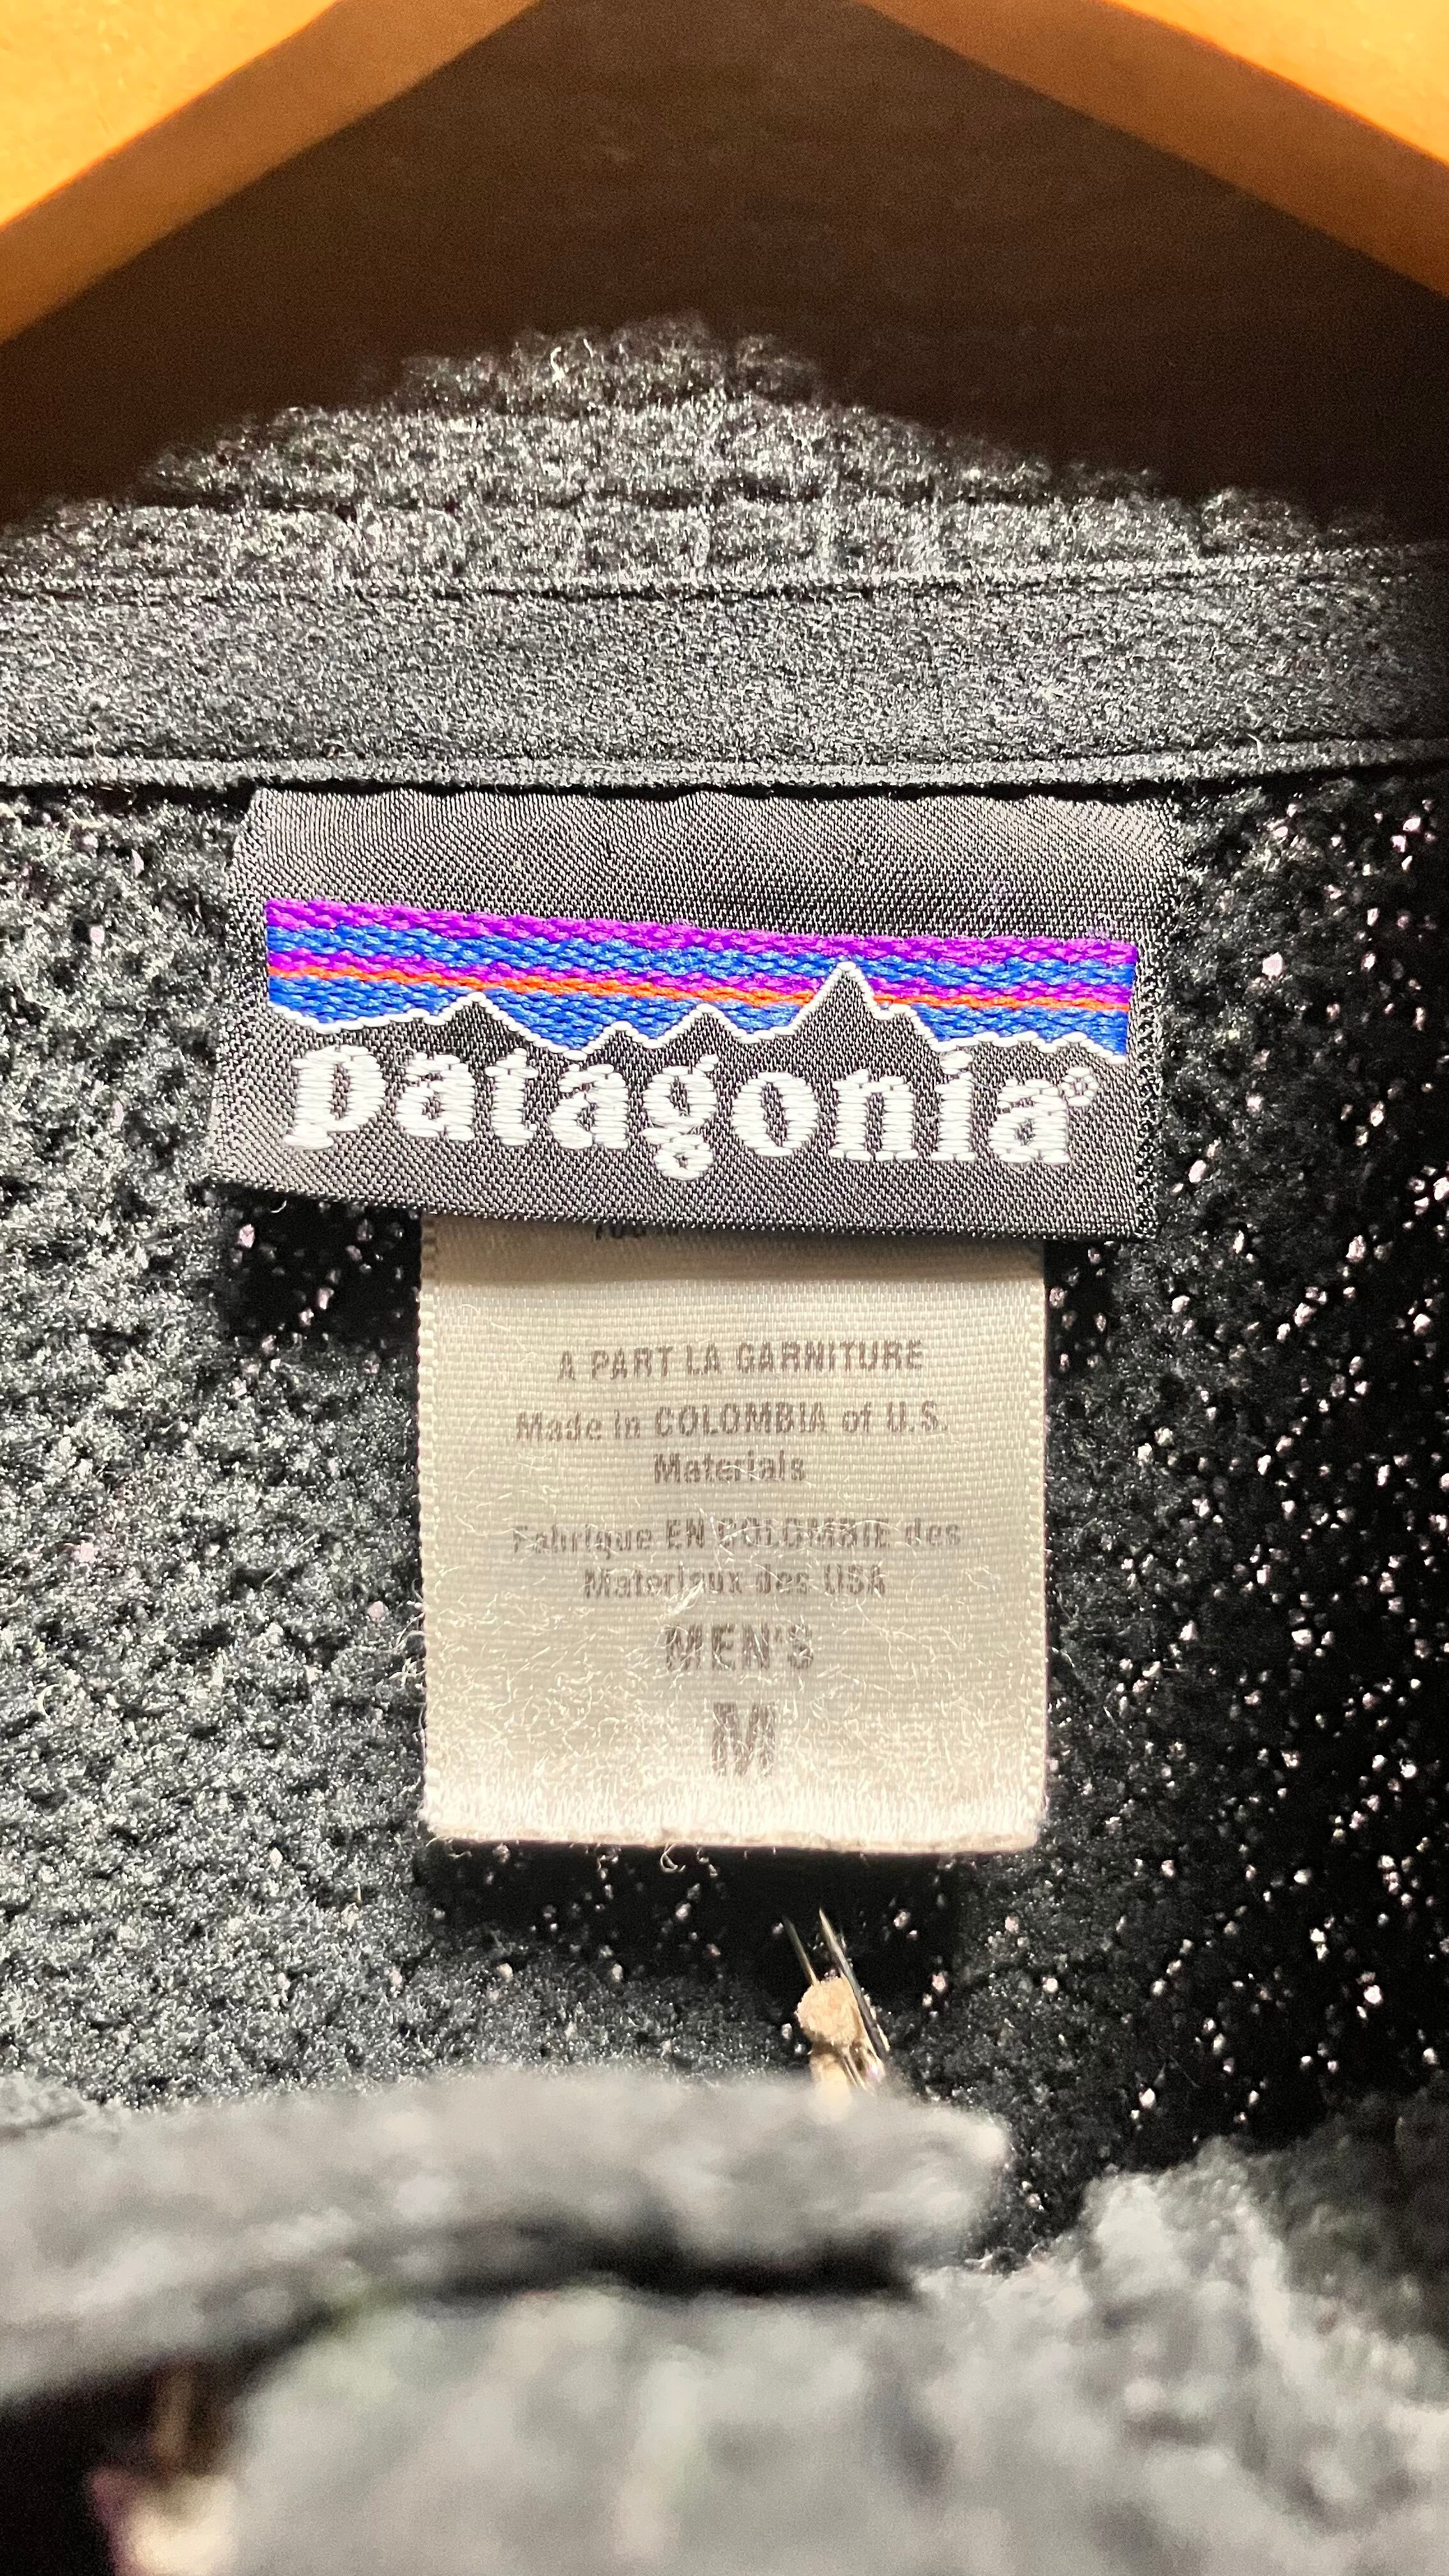 patagonia®
A PART LA GARNITURE
Made in COLOMBIA of U.S.
Materials
Fabrique EN COLOMBIE des
Materiaux des USA
MEN'S
M